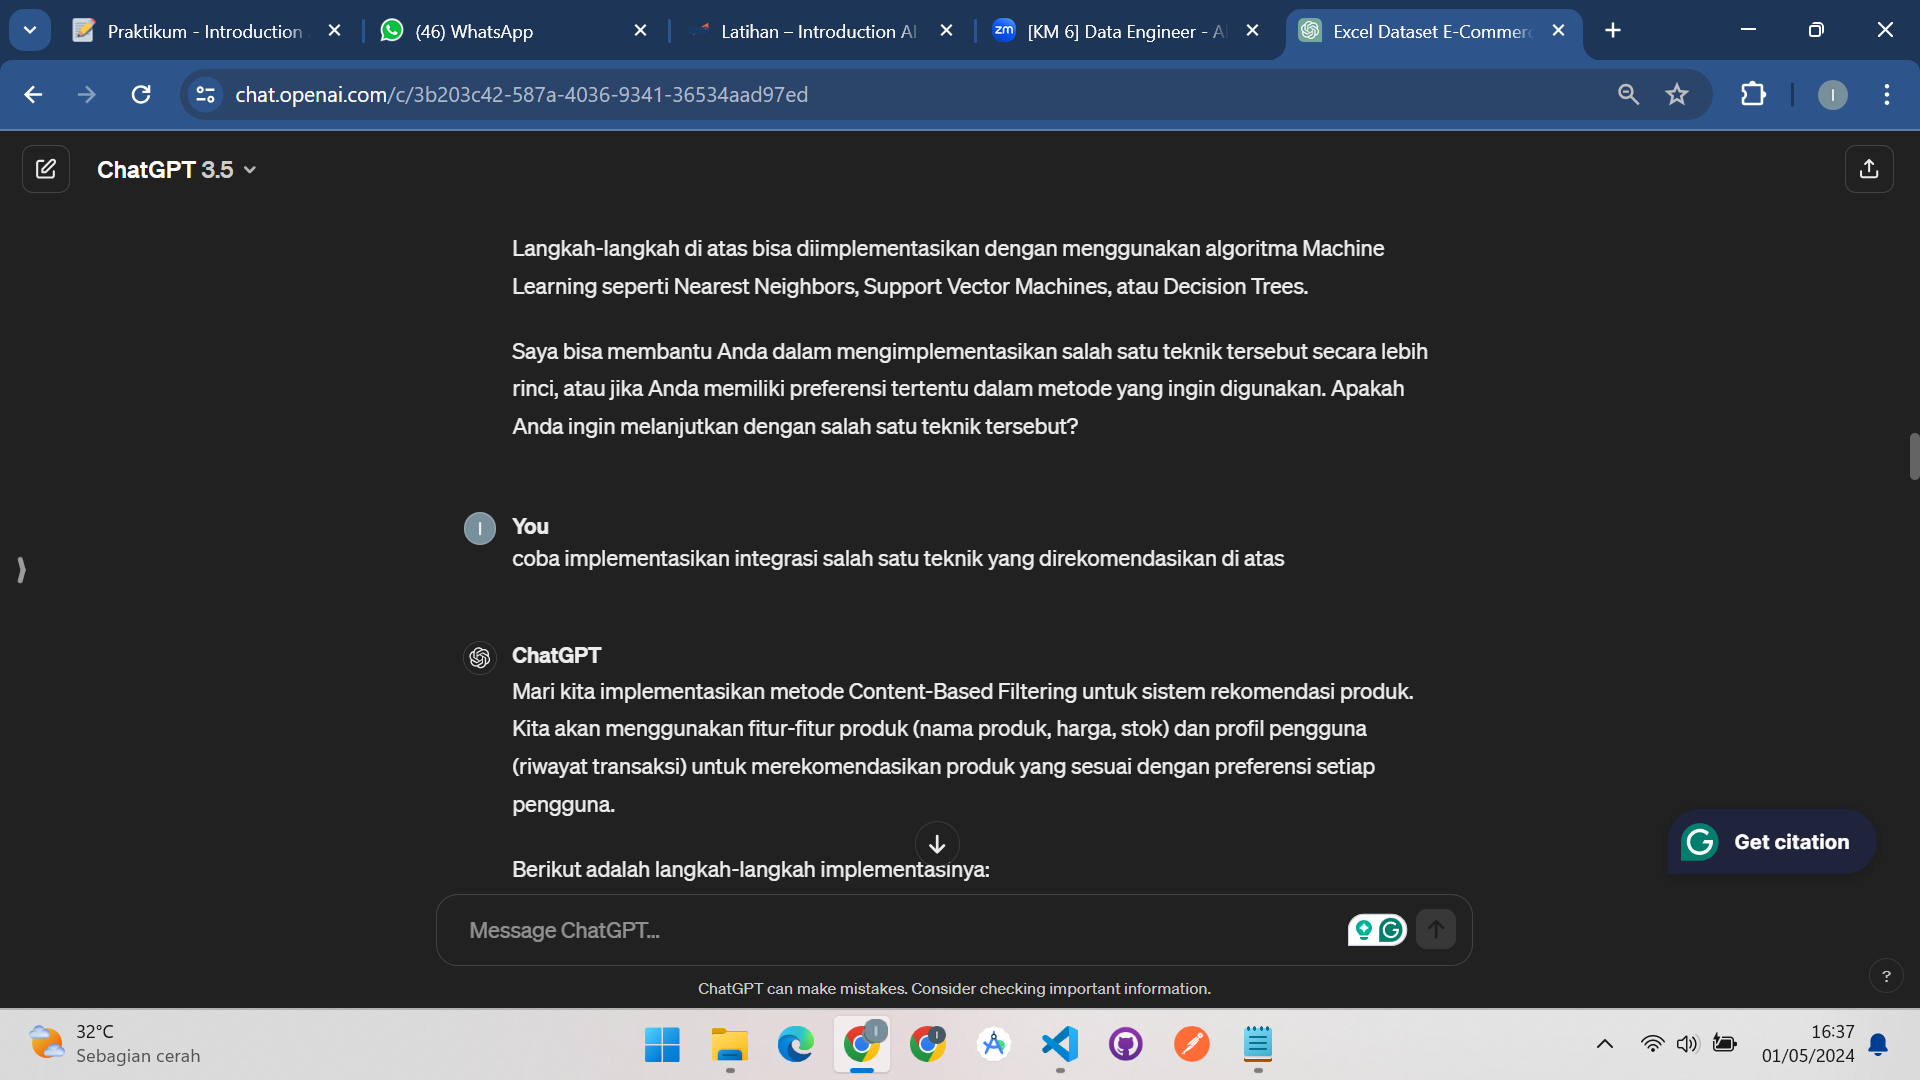 Praktikum - Introduction
(46) WhatsApp
Latihan – Introduction AI
[KM 6] Data Engineer - A
Excel Dataset E-Commerc
chat.openai.com/c/3b203c42-587a-4036-9341-36534aad97ed
I
ChatGPT 3.5
Langkah-langkah di atas bisa diimplementasikan dengan menggunakan algoritma Machine
Learning seperti Nearest Neighbors, Support Vector Machines, atau Decision Trees.
Saya bisa membantu Anda dalam mengimplementasikan salah satu teknik tersebut secara lebih
rinci, atau jika Anda memiliki preferensi tertentu dalam metode yang ingin digunakan. Apakah
Anda ingin melanjutkan dengan salah satu teknik tersebut?
I
You
coba implementasikan integrasi salah satu teknik yang direkomendasikan di atas
ChatGPT
Mari kita implementasikan metode Content-Based Filtering untuk sistem rekomendasi produk.
Kita akan menggunakan fitur-fitur produk (nama produk, harga, stok) dan profil pengguna
(riwayat transaksi) untuk merekomendasikan produk yang sesuai dengan preferensi setiap
pengguna.
Berikut adalah langkah-langkah implementasinya:
Get citation
Message ChatGPT...
ChatGPT can make mistakes. Consider checking important information.
?
32°C
Sebagian cerah
16:37
01/05/2024